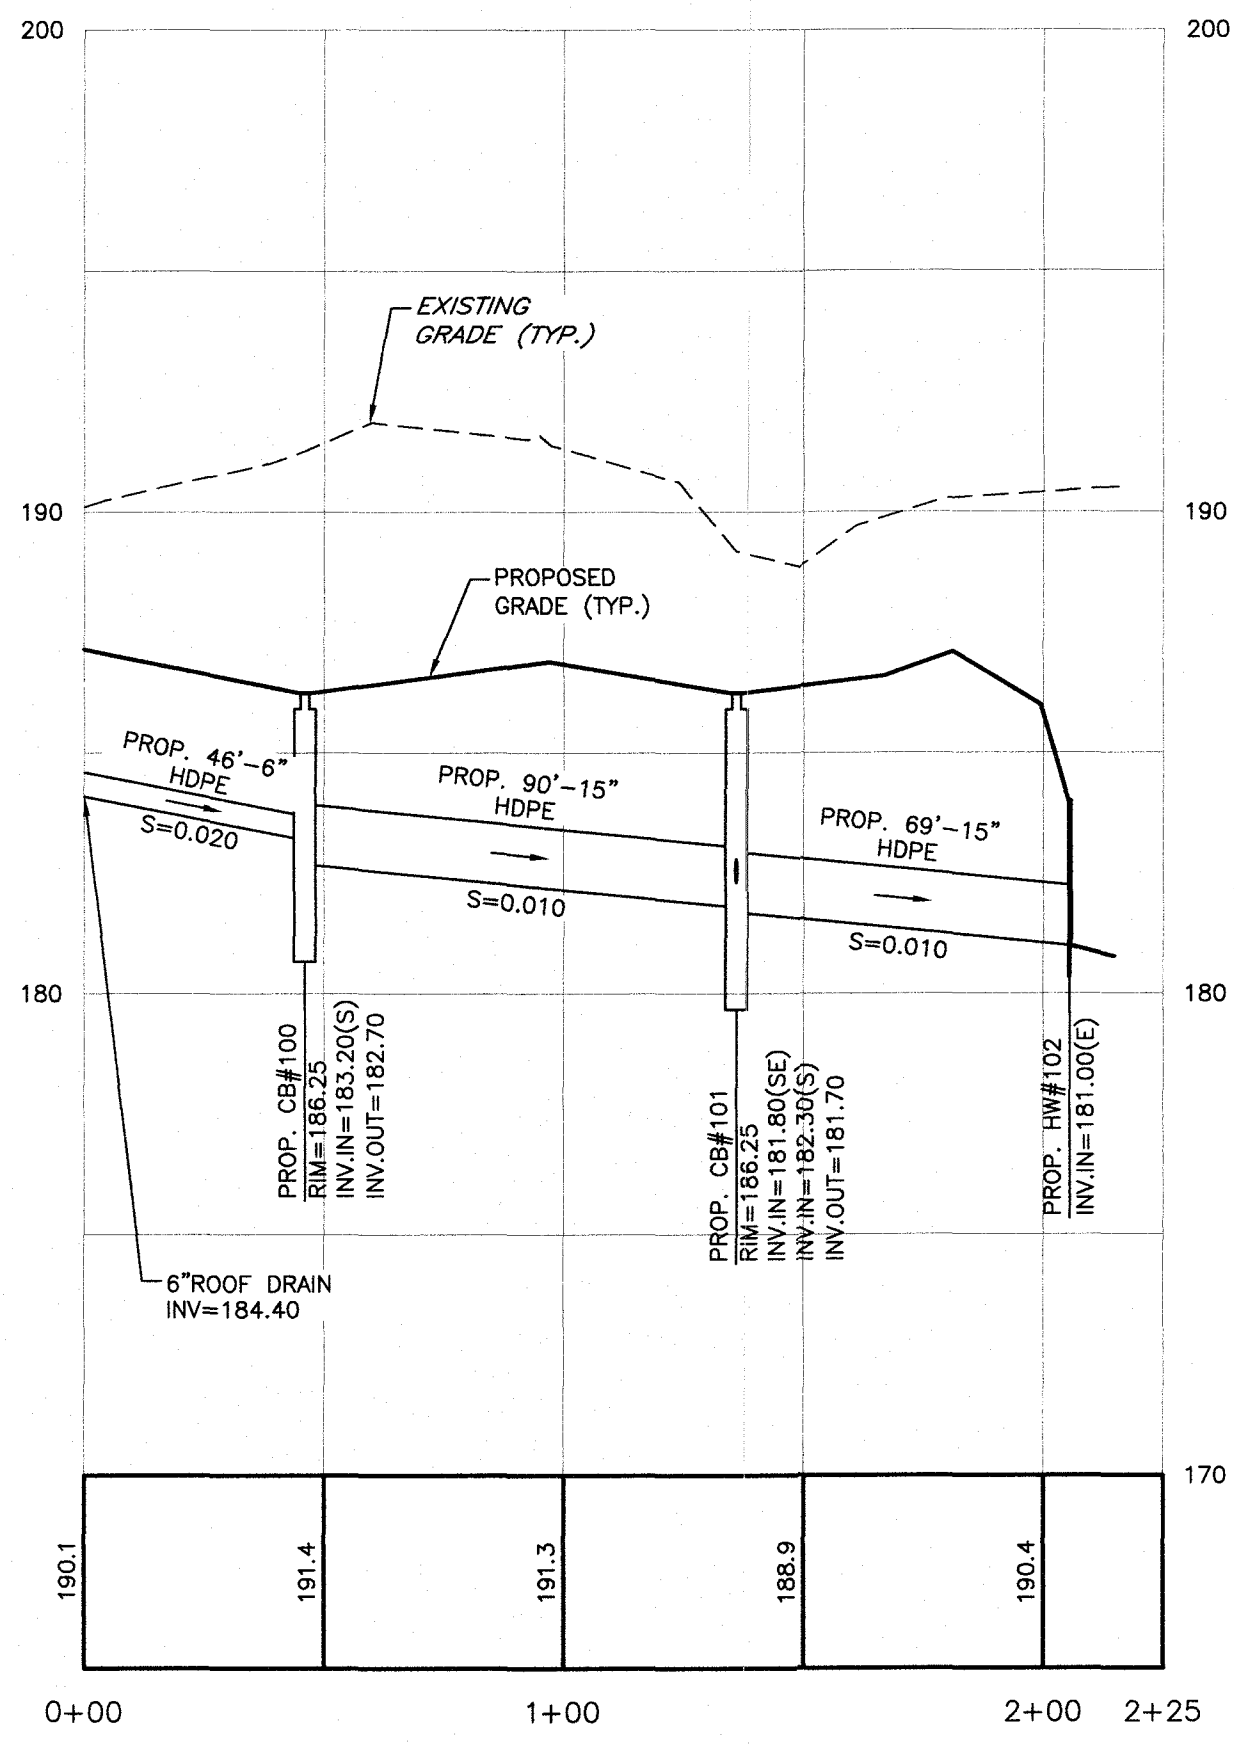 200
200
EXISTING
GRADE (TYP.)
190
190
PROPOSED
GRADE (TYP.)
PROP. 46'-6"
HDPE
S=0.020
PROP. 90'-15"
HDPE
S=0.010
PROP. 69'-15"
HDPE
S=0.010
180
180
PROP. CB#100
RIM=186.25
INV.IN=183.20(S)
INV.OUT=182.70
PROP. CB#101
RIM=186.25
INV.IN=181.80(SE)
INV.IN=182.30(S)
INV.OUT=181.70
PROP. HW#102
INV.IN=181.00(E)
6"ROOF DRAIN
INV=184.40
170
190.1
191.4
191.3
188.9
190.4
0+00
1+00
2+00
2+25